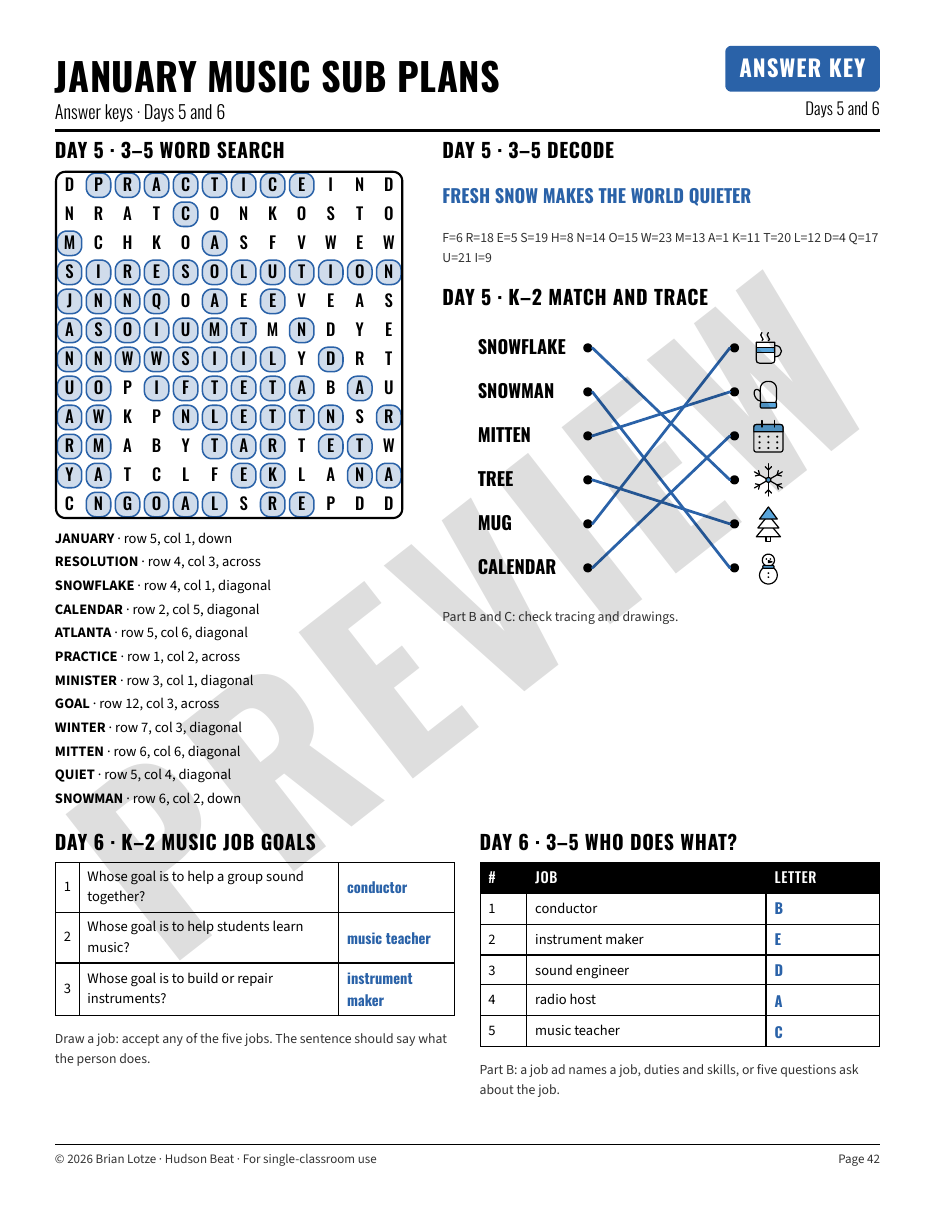 JANUARY MUSIC SUB PLANS
ANSWER KEY
Answer keys · Days 5 and 6
Days 5 and 6
DAY 5 · 3–5 WORD SEARCH
D P R A C T I C E I N D
N R A T C O N K O S T O
M C H K O A S F V W E W
S I R E S O L U T I O N
J N N Q O A E E V E A S
A S O I U M T M N D Y E
N N W W S I I L Y D R T
U O P I F T E T A B A U
A W K P N L E T T N S R
R M A B Y T A R T E T W
Y A T C L F E K L A N A
C N G O A L S R E P D D
JANUARY · row 5, col 1, down
RESOLUTION · row 4, col 3, across
SNOWFLAKE · row 4, col 1, diagonal
CALENDAR · row 2, col 5, diagonal
ATLANTA · row 5, col 6, diagonal
PRACTICE · row 1, col 2, across
MINISTER · row 3, col 1, diagonal
GOAL · row 12, col 3, across
WINTER · row 7, col 3, diagonal
MITTEN · row 6, col 6, diagonal
QUIET · row 5, col 4, diagonal
SNOWMAN · row 6, col 2, down
DAY 5 · 3–5 DECODE
FRESH SNOW MAKES THE WORLD QUIETER
F=6 R=18 E=5 S=19 H=8 N=14 O=15 W=23 M=13 A=1 K=11 T=20 L=12 D=4 Q=17
U=21 I=9
DAY 5 · K–2 MATCH AND TRACE
SNOWFLAKE
SNOWMAN
MITTEN
TREE
MUG
CALENDAR
Part B and C: check tracing and drawings.
DAY 6 · K–2 MUSIC JOB GOALS
1 Whose goal is to help a group sound
together?
conductor
2 Whose goal is to help students learn
music?
music teacher
3 Whose goal is to build or repair
instruments?
instrument
maker
Draw a job: accept any of the five jobs. The sentence should say what
the person does.
DAY 6 · 3–5 WHO DOES WHAT?
# JOB LETTER
1 conductor B
2 instrument maker E
3 sound engineer D
4 radio host A
5 music teacher C
Part B: a job ad names a job, duties and skills, or five questions ask
about the job.
PREVIEW
© 2026 Brian Lotze · Hudson Beat · For single-classroom use
Page 42